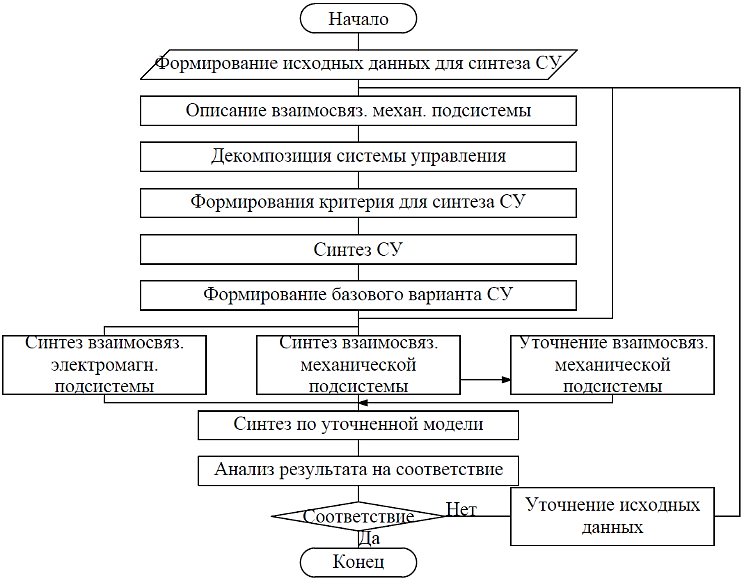 Начало
Формирование исходных данных для синтеза СУ
Описание взаимосвяз. механ. подсистемы
Декомпозиция системы управления
Формирования критерия для синтеза СУ
Синтез СУ
Формирование базового варианта СУ
Синтез взаимосвяз.
электромагн.
подсистемы
Синтез взаимосвяз.
механической
подсистемы
Уточнение взаимосвяз.
механической
подсистемы
Синтез по уточненной модели
Анализ результата на соответствие
Соответствие
Нет
Уточнение исходных
данных
Да
Конец